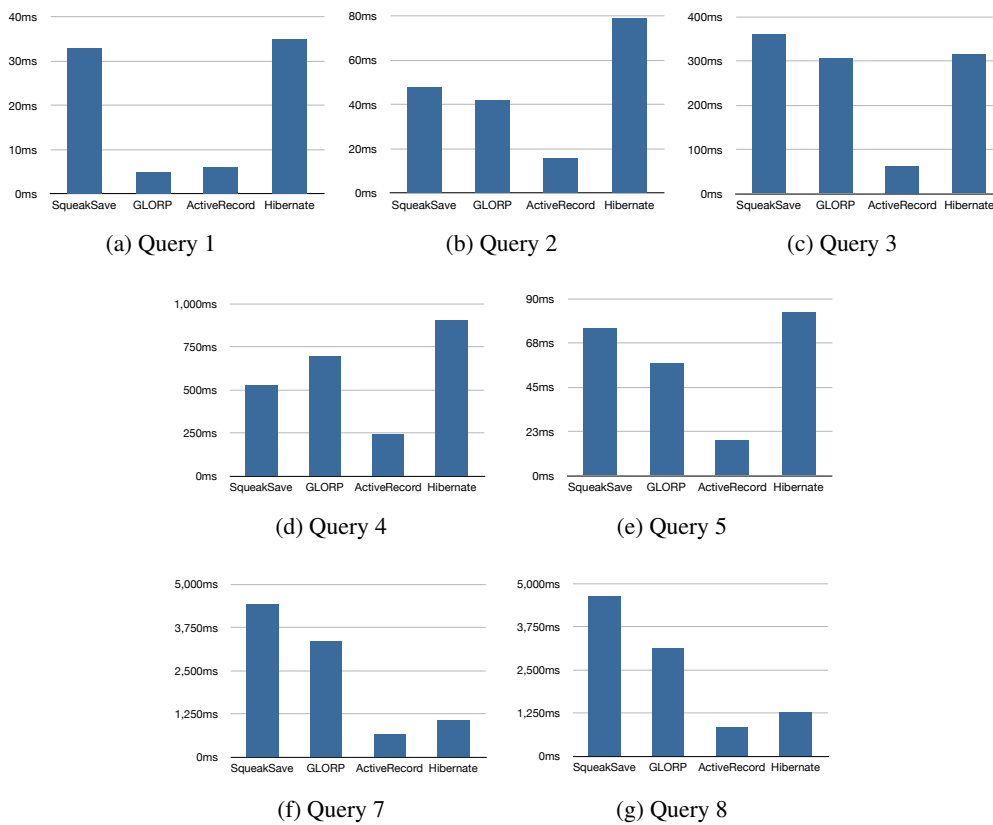 40ms
30ms
20ms
10ms
0ms
SqueakSave GLORP ActiveRecord Hibernate
(a) Query 1
80ms
60ms
40ms
20ms
0ms
SqueakSave GLORP ActiveRecord Hibernate
(b) Query 2
400ms
300ms
200ms
100ms
0ms
SqueakSave GLORP ActiveRecord Hibernate
(c) Query 3
1,000ms
750ms
500ms
250ms
0ms
SqueakSave GLORP ActiveRecord Hibernate
(d) Query 4
90ms
68ms
45ms
23ms
0ms
SqueakSave GLORP ActiveRecord Hibernate
(e) Query 5
5,000ms
3,750ms
2,500ms
1,250ms
0ms
SqueakSave GLORP ActiveRecord Hibernate
(f) Query 7
5,000ms
3,750ms
2,500ms
1,250ms
0ms
SqueakSave GLORP ActiveRecord Hibernate
(g) Query 8